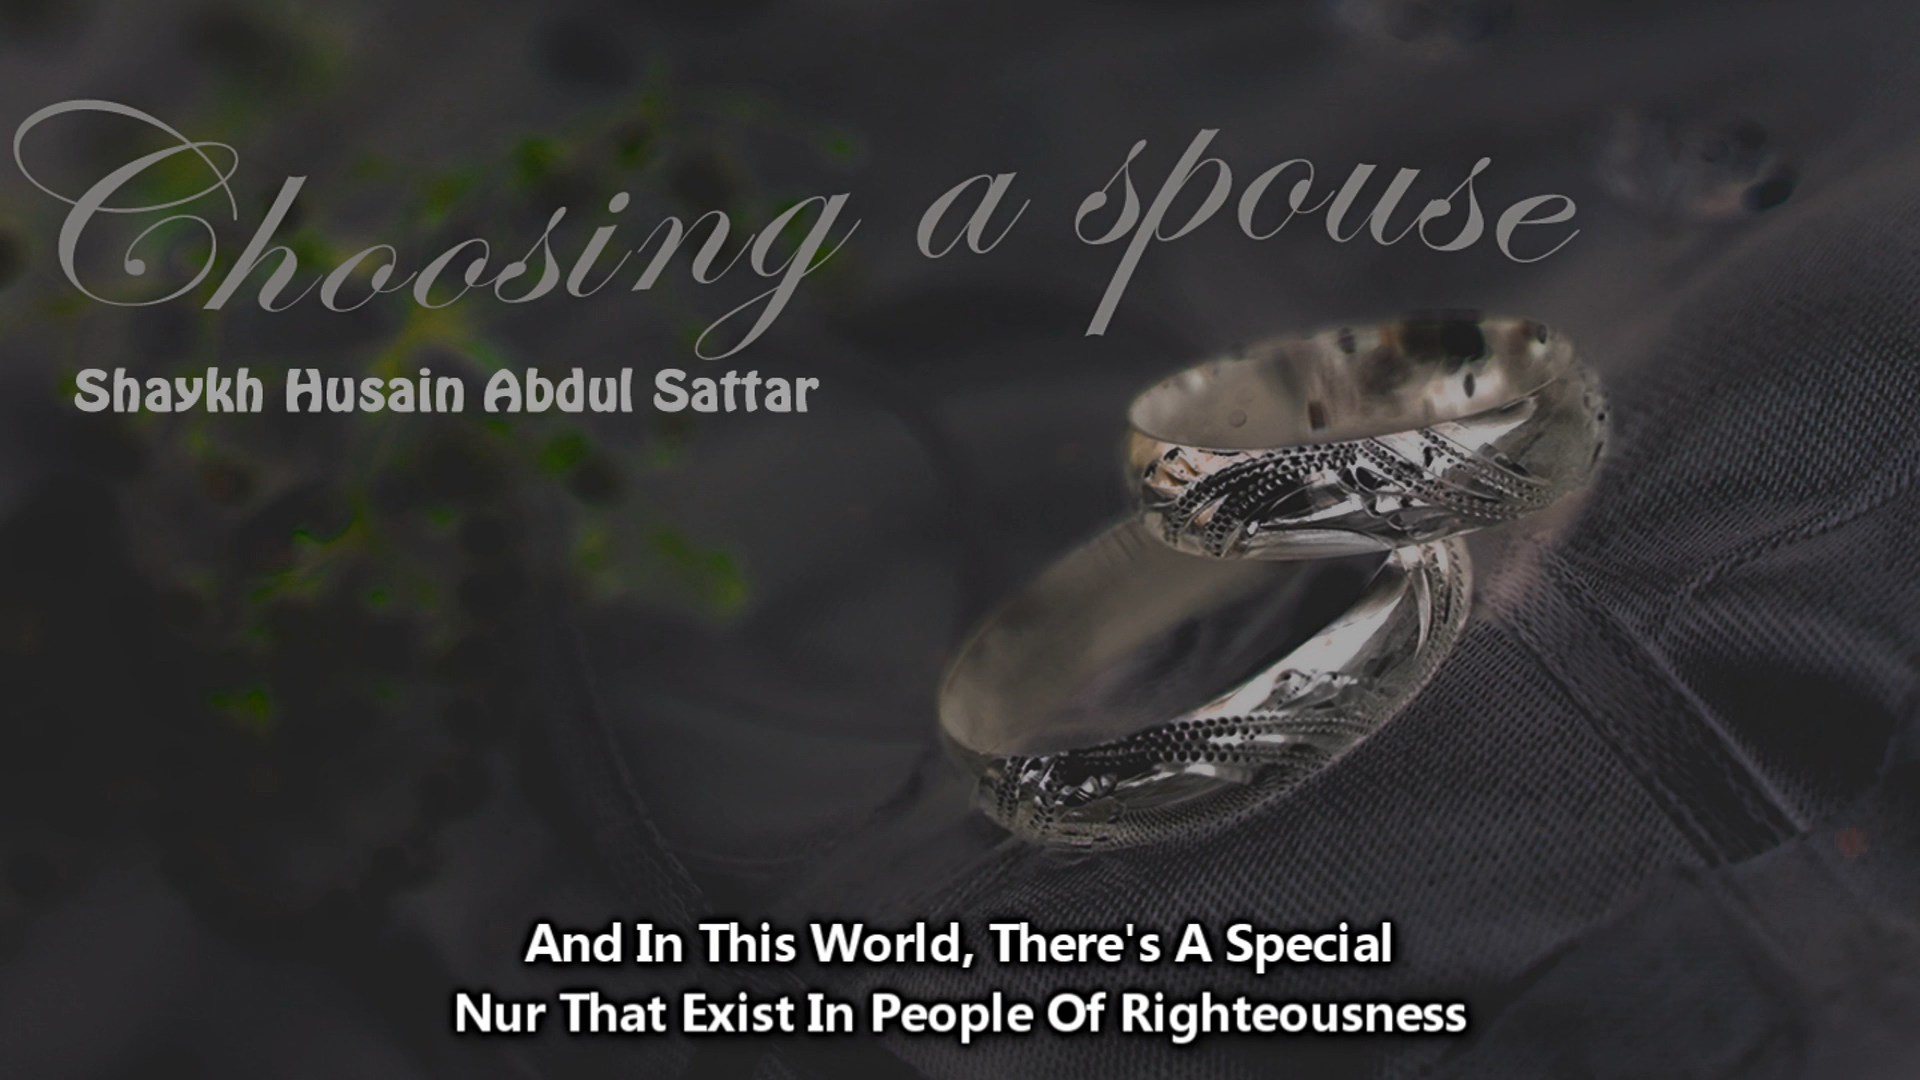 Choosing a spouse
Shaykh Husain Abdul Sattar
And In This World, There's A Special
Nur That Exist In People Of Righteousness